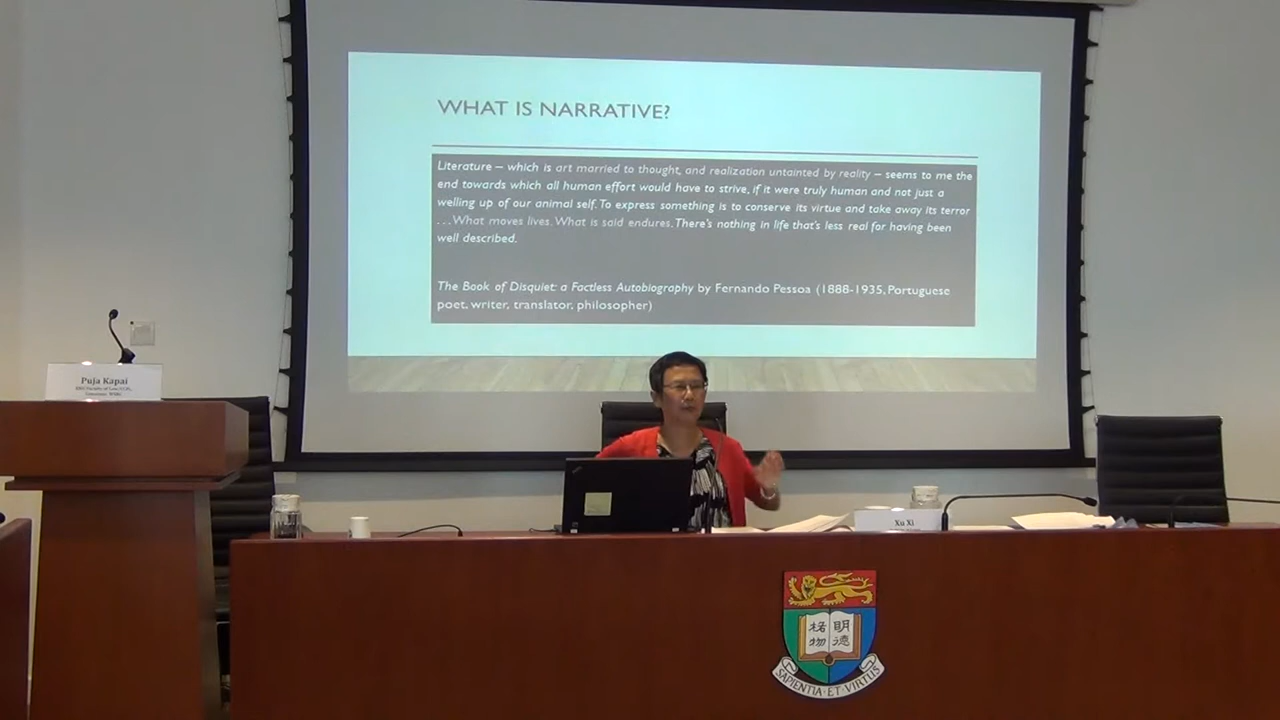 WHAT IS NARRATIVE?
Literature – which is art married to thought, and realization untainted by reality – seems to me the
end towards which all human effort would have to strive, if it were truly human and not just a
welling up of our animal self. To express something is to conserve its virtue and take away its terror
... What moves lives. What is said endures. There's nothing in life that's less real for having been
well described.
The Book of Disquiet: a Factless Autobiography by Fernando Pessoa (1888-1935, Portuguese
poet, writer, translator, philosopher)
Puja Kapai
Xu Xi
格物
明德
SAPIENTIA·ET·VIRTUS